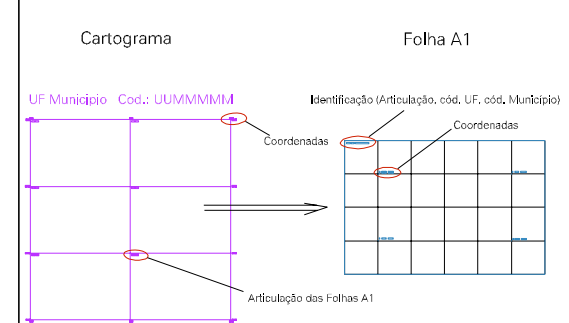 Cartograma
Folha A1
UF Município Cod.: UUMMMMM
Identificação (Articulação, cód. UF, cód. Município)
Coordenadas
Coordenadas
Articulação das Folhas A1